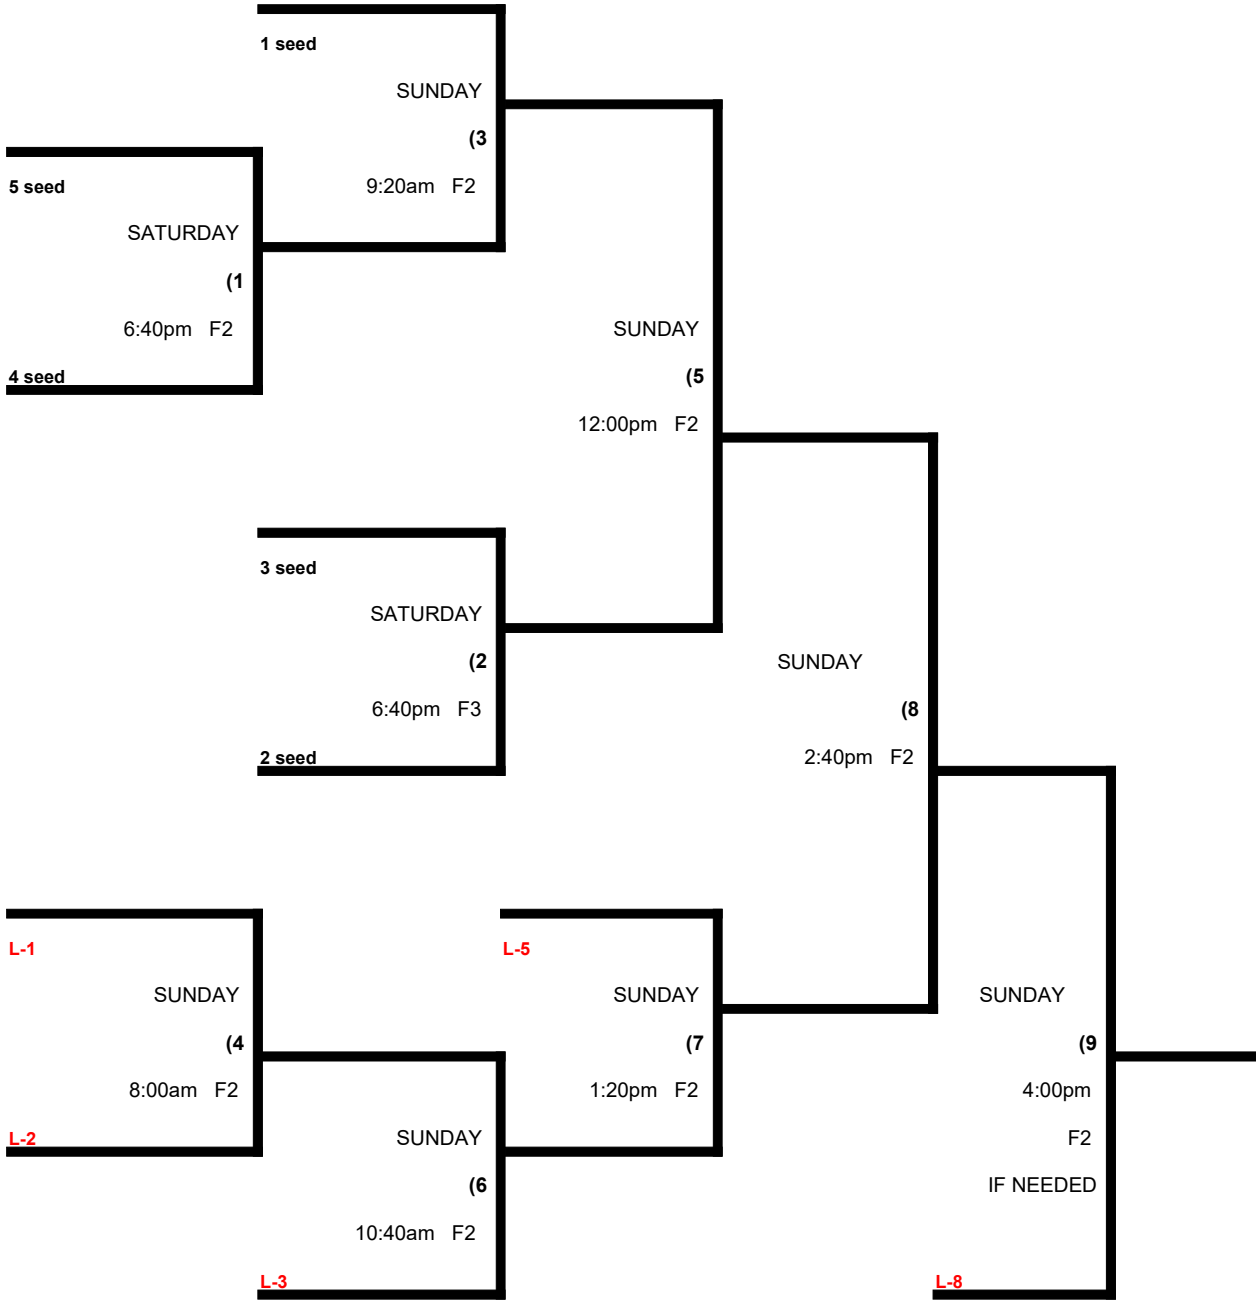 1 seed
SUNDAY
(3
9:20am F2
5 seed
SATURDAY
(1
6:40pm F2
4 seed
SUNDAY
(5
12:00pm F2
3 seed
SATURDAY
(2
6:40pm F3
2 seed
SUNDAY
(8
2:40pm F2
L-1
SUNDAY
(4
8:00am F2
L-2
SUNDAY
(6
10:40am F2
L-3
L-5
SUNDAY
(7
1:20pm F2
SUNDAY
(9
4:00pm
F2
IF NEEDED
L-8